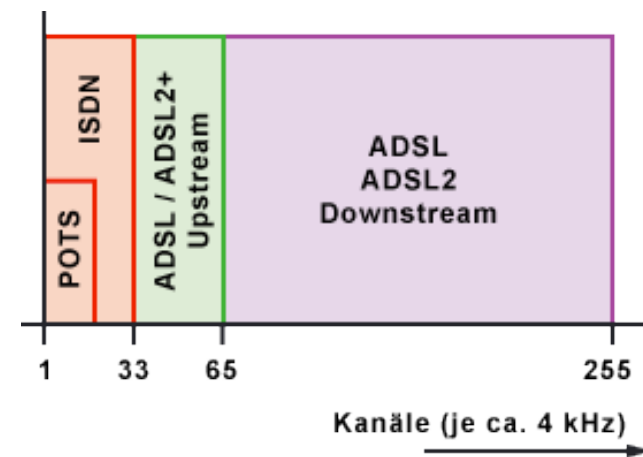 ISDN
POTS
ADSL / ADSL2+
Upstream
ADSL
ADSL2
Downstream
1
33
65
255
Kanäle (je ca. 4 kHz)